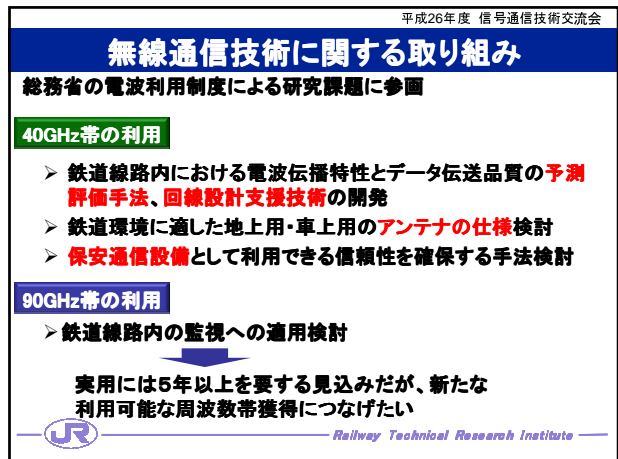 平成26年度 信号通信技術交流会
無線通信技術に関する取り組み
総務省の電波利用制度による研究課題に参画
40GHz帯の利用
➢ 鉄道線路内における電波伝播特性とデータ伝送品質の予測
評価手法、回線設計支援技術の開発
➢ 鉄道環境に適した地上用・車上用のアンテナの仕様検討
➢ 保安通信設備として利用できる信頼性を確保する手法検討
90GHz帯の利用
➢鉄道線路内の監視への適用検討
実用には5年以上を要する見込みだが、新たな
利用可能な周波数帯獲得につなげたい
JR
Railway Technical Research Institute